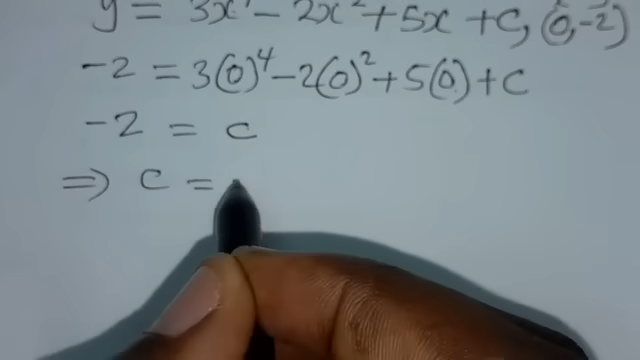 y = 3x⁴ - 2x² + 5x + C, (0, -2)
-2 = 3(0)⁴ - 2(0)² + 5(0) + C
-2 = C
⇒ C =